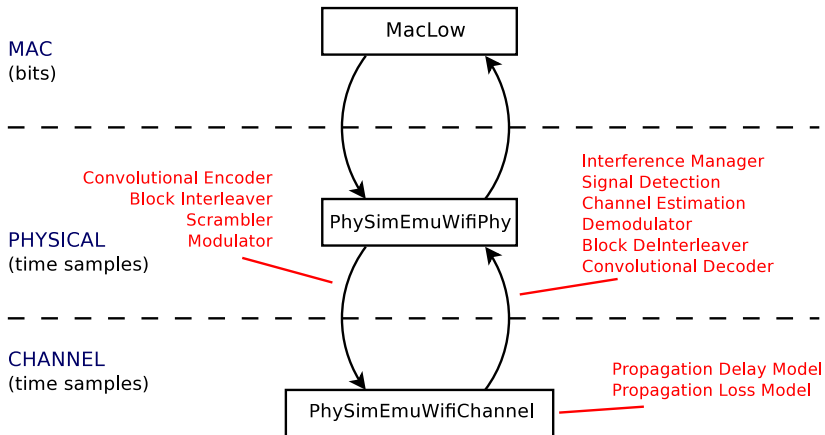 MacLow
MAC
(bits)
Convolutional Encoder
Block Interleaver
Scrambler
Modulator
Interference Manager
Signal Detection
Channel Estimation
Demodulator
Block DeInterleaver
Convolutional Decoder
PhySimEmuWifiPhy
PHYSICAL
(time samples)
CHANNEL
(time samples)
Propagation Delay Model
Propagation Loss Model
PhySimEmuWifiChannel